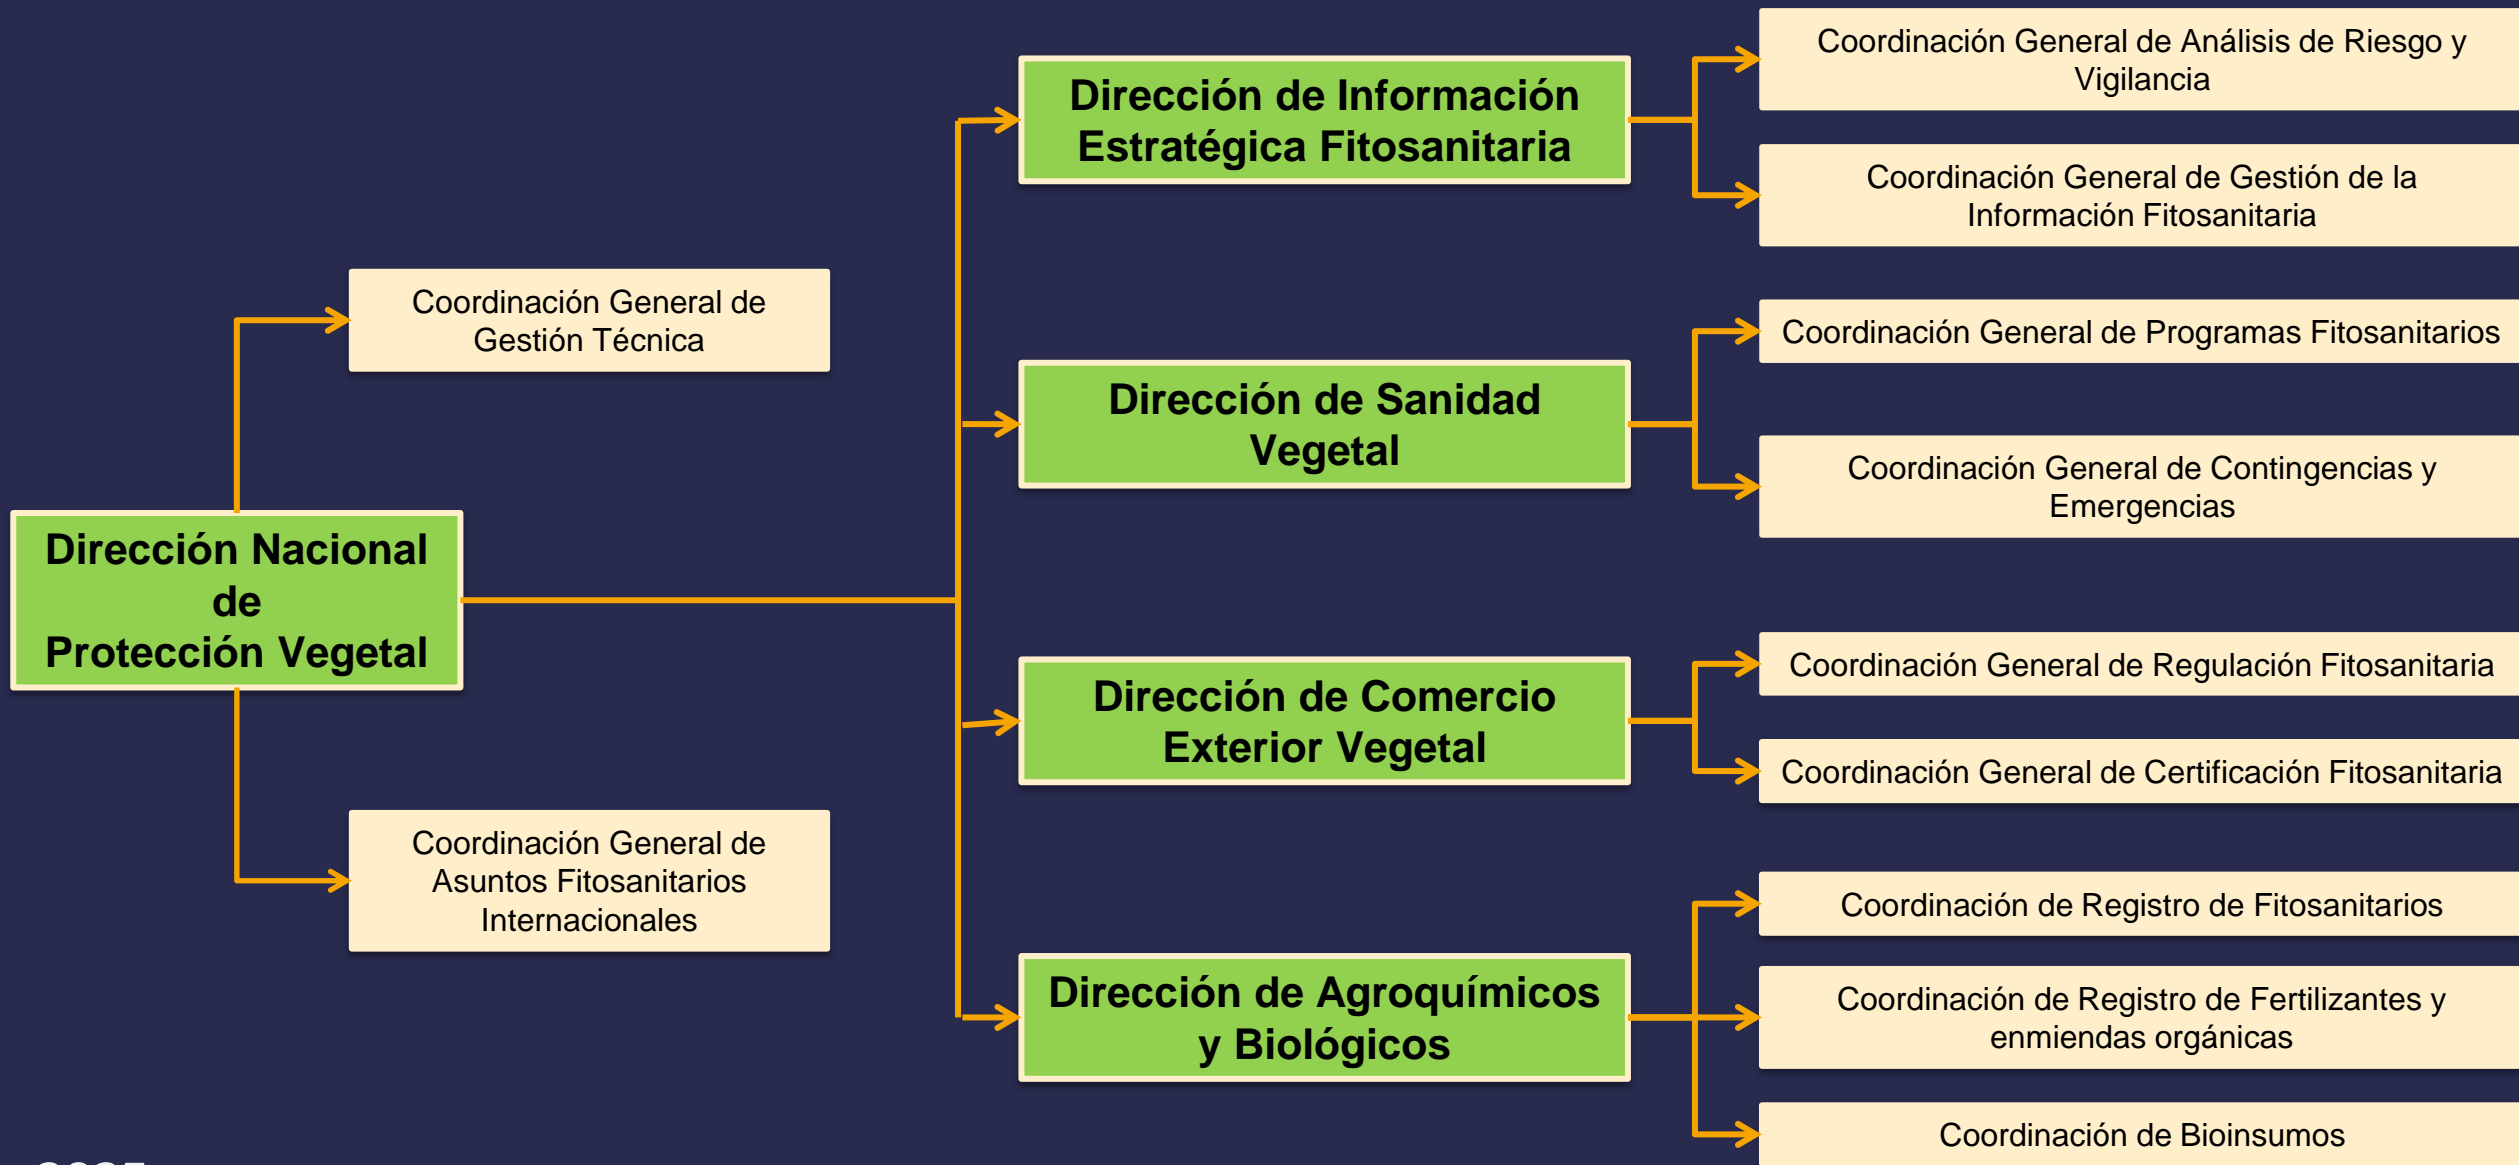 Dirección Nacional
de
Protección Vegetal
Coordinación General de
Gestión Técnica
Coordinación General de
Asuntos Fitosanitarios
Internacionales
Dirección de Información
Estratégica Fitosanitaria
Coordinación General de Análisis de Riesgo y
Vigilancia
Coordinación General de Gestión de la
Información Fitosanitaria
Dirección de Sanidad
Vegetal
Coordinación General de Programas Fitosanitarios
Coordinación General de Contingencias y
Emergencias
Dirección de Comercio
Exterior Vegetal
Coordinación General de Regulación Fitosanitaria
Coordinación General de Certificación Fitosanitaria
Dirección de Agroquímicos
y Biológicos
Coordinación de Registro de Fitosanitarios
Coordinación de Registro de Fertilizantes y
enmiendas orgánicas
Coordinación de Bioinsumos